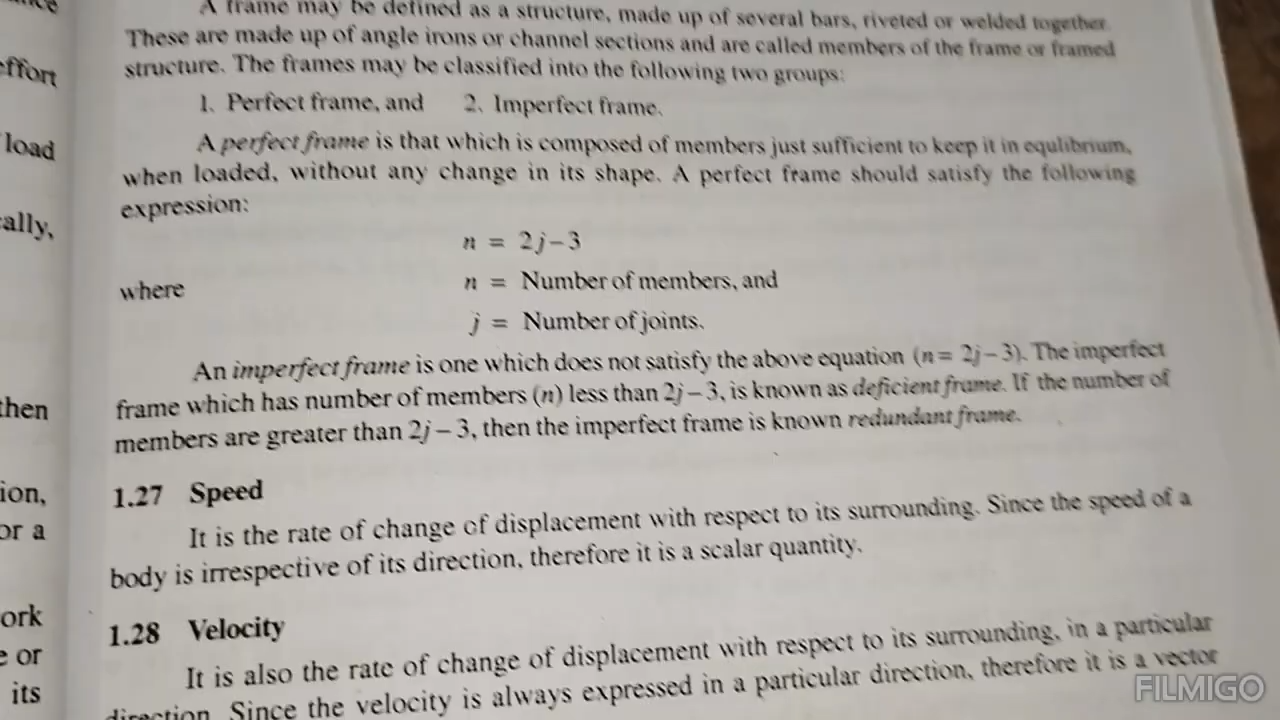 ance
effort
load
cally,
then
ion,
or a
ork
e or
its
A frame may be defined as a structure, made up of several bars, riveted or welded together.
These are made up of angle irons or channel sections and are called members of the frame or framed
structure. The frames may be classified into the following two groups:
1. Perfect frame, and 2. Imperfect frame.
A perfect frame is that which is composed of members just sufficient to keep it in equlibrium,
when loaded, without any change in its shape. A perfect frame should satisfy the following
expression:
n = 2j – 3
where n = Number of members, and
j = Number of joints.
An imperfect frame is one which does not satisfy the above equation (n = 2j – 3). The imperfect
frame which has number of members (n) less than 2j – 3, is known as deficient frame. If the number of
members are greater than 2j – 3, then the imperfect frame is known redundant frame.
1.27 Speed
It is the rate of change of displacement with respect to its surrounding. Since the speed of a
body is irrespective of its direction, therefore it is a scalar quantity.
1.28 Velocity
It is also the rate of change of displacement with respect to its surrounding, in a particular
direction. Since the velocity is always expressed in a particular direction, therefore it is a vector
FILMIGO